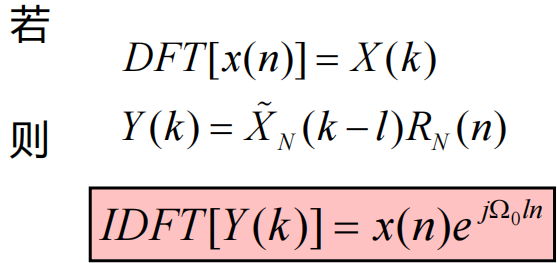 若
DFT[x(n)] = X(k)
则 Y(k) = X̃_N(k − l)R_N(n)
IDFT[Y(k)] = x(n)e^{jΩ₀ln}